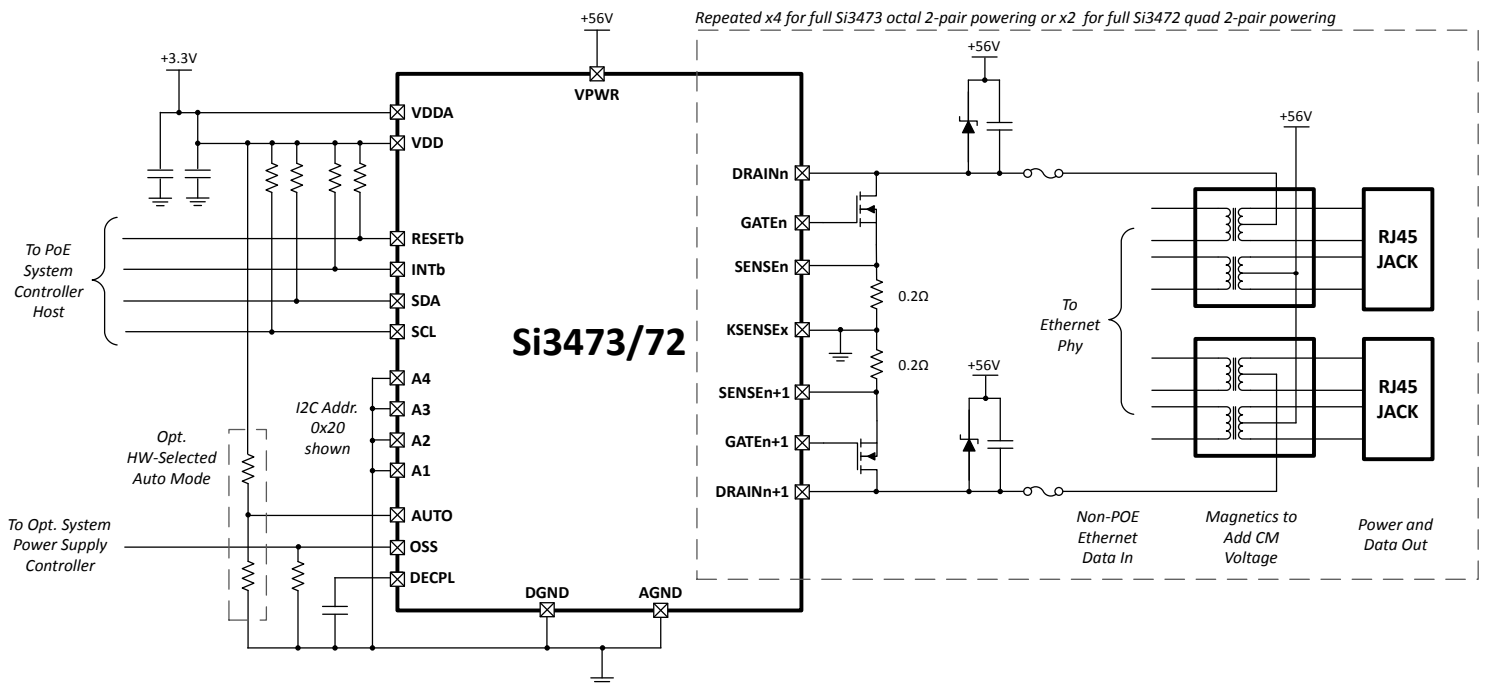 Repeated x4 for full Si3473 octal 2-pair powering or x2 for full Si3472 quad 2-pair powering
+56V
+3.3V
VPWR
VDDA
VDD
RESETb
INTb
SDA
SCL
To PoE
System
Controller
Host
Si3473/72
A4
A3
A2
A1
I2C Addr.
0x20
shown
Opt.
HW-Selected
Auto Mode
AUTO
OSS
DECPL
To Opt. System
Power Supply
Controller
DGND
AGND
DRAINn
GATEn
SENSEn
KSENSEx
SENSEn+1
GATEn+1
DRAINn+1
+56V
0.2Ω
0.2Ω
+56V
+56V
To
Ethernet
Phy
RJ45
JACK
RJ45
JACK
Non-POE
Ethernet
Data In
Magnetics to
Add CM
Voltage
Power and
Data Out